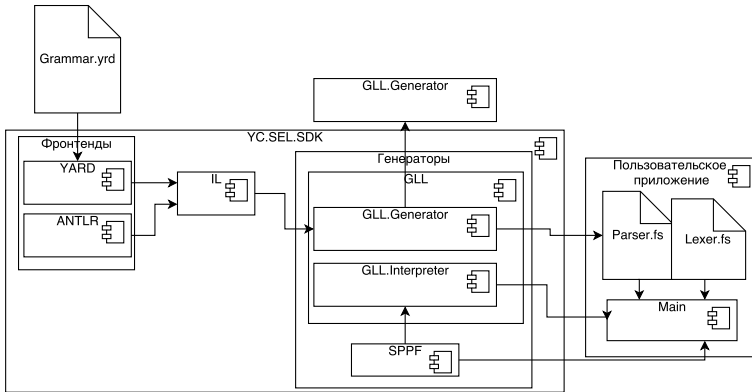 Grammar.yrd
GLL.Generator
YC.SEL.SDK
Фронтенды
YARD
ANTLR
IL
Генераторы
GLL
GLL.Generator
GLL.Interpreter
SPPF
Пользовательское
приложение
Parser.fs
Lexer.fs
Main